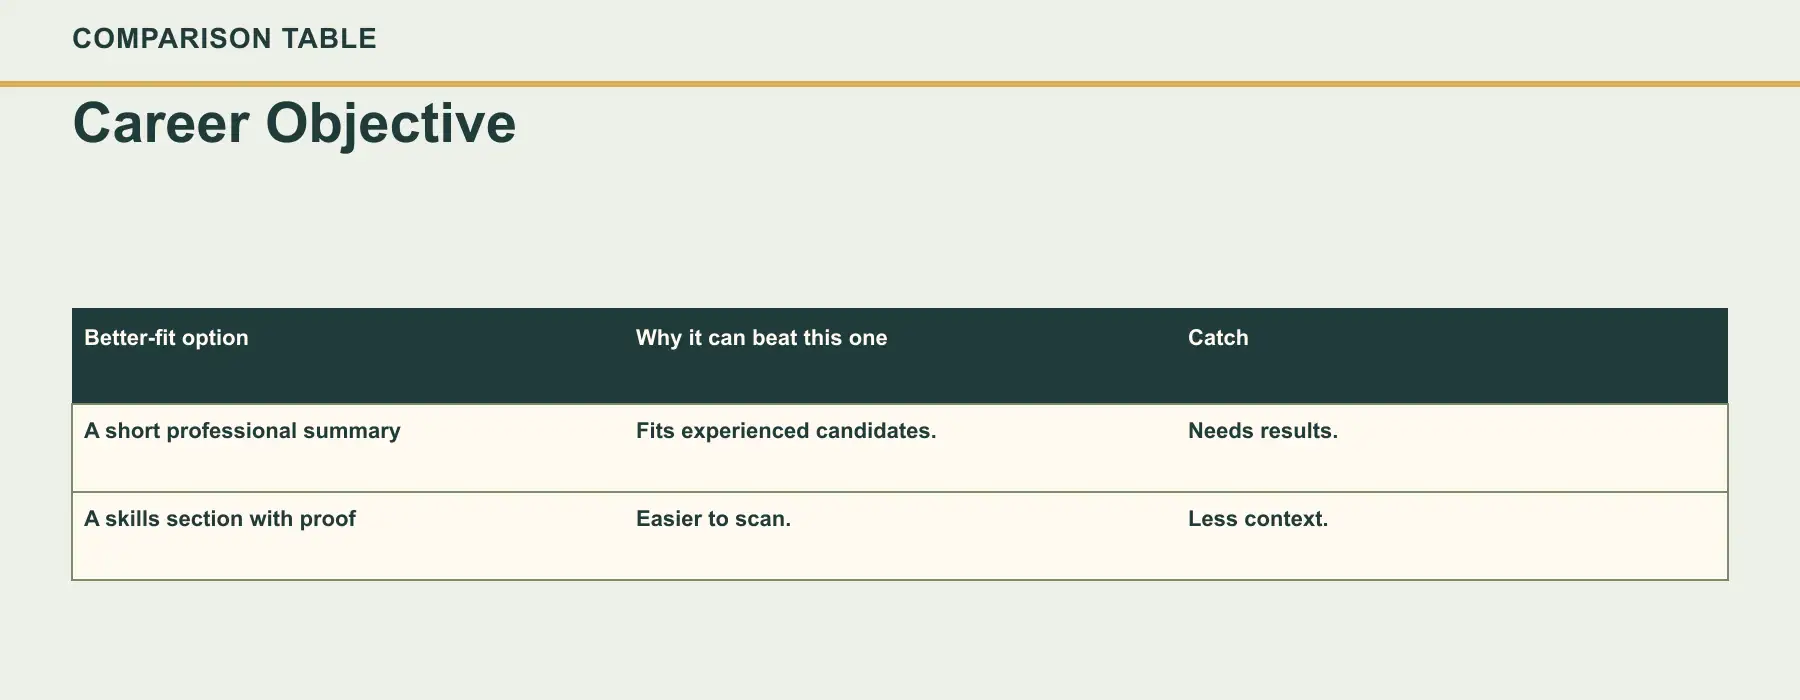 COMPARISON TABLE
Career Objective
Better-fit option Why it can beat this one Catch
A short professional summary Fits experienced candidates. Needs results.
A skills section with proof Easier to scan. Less context.